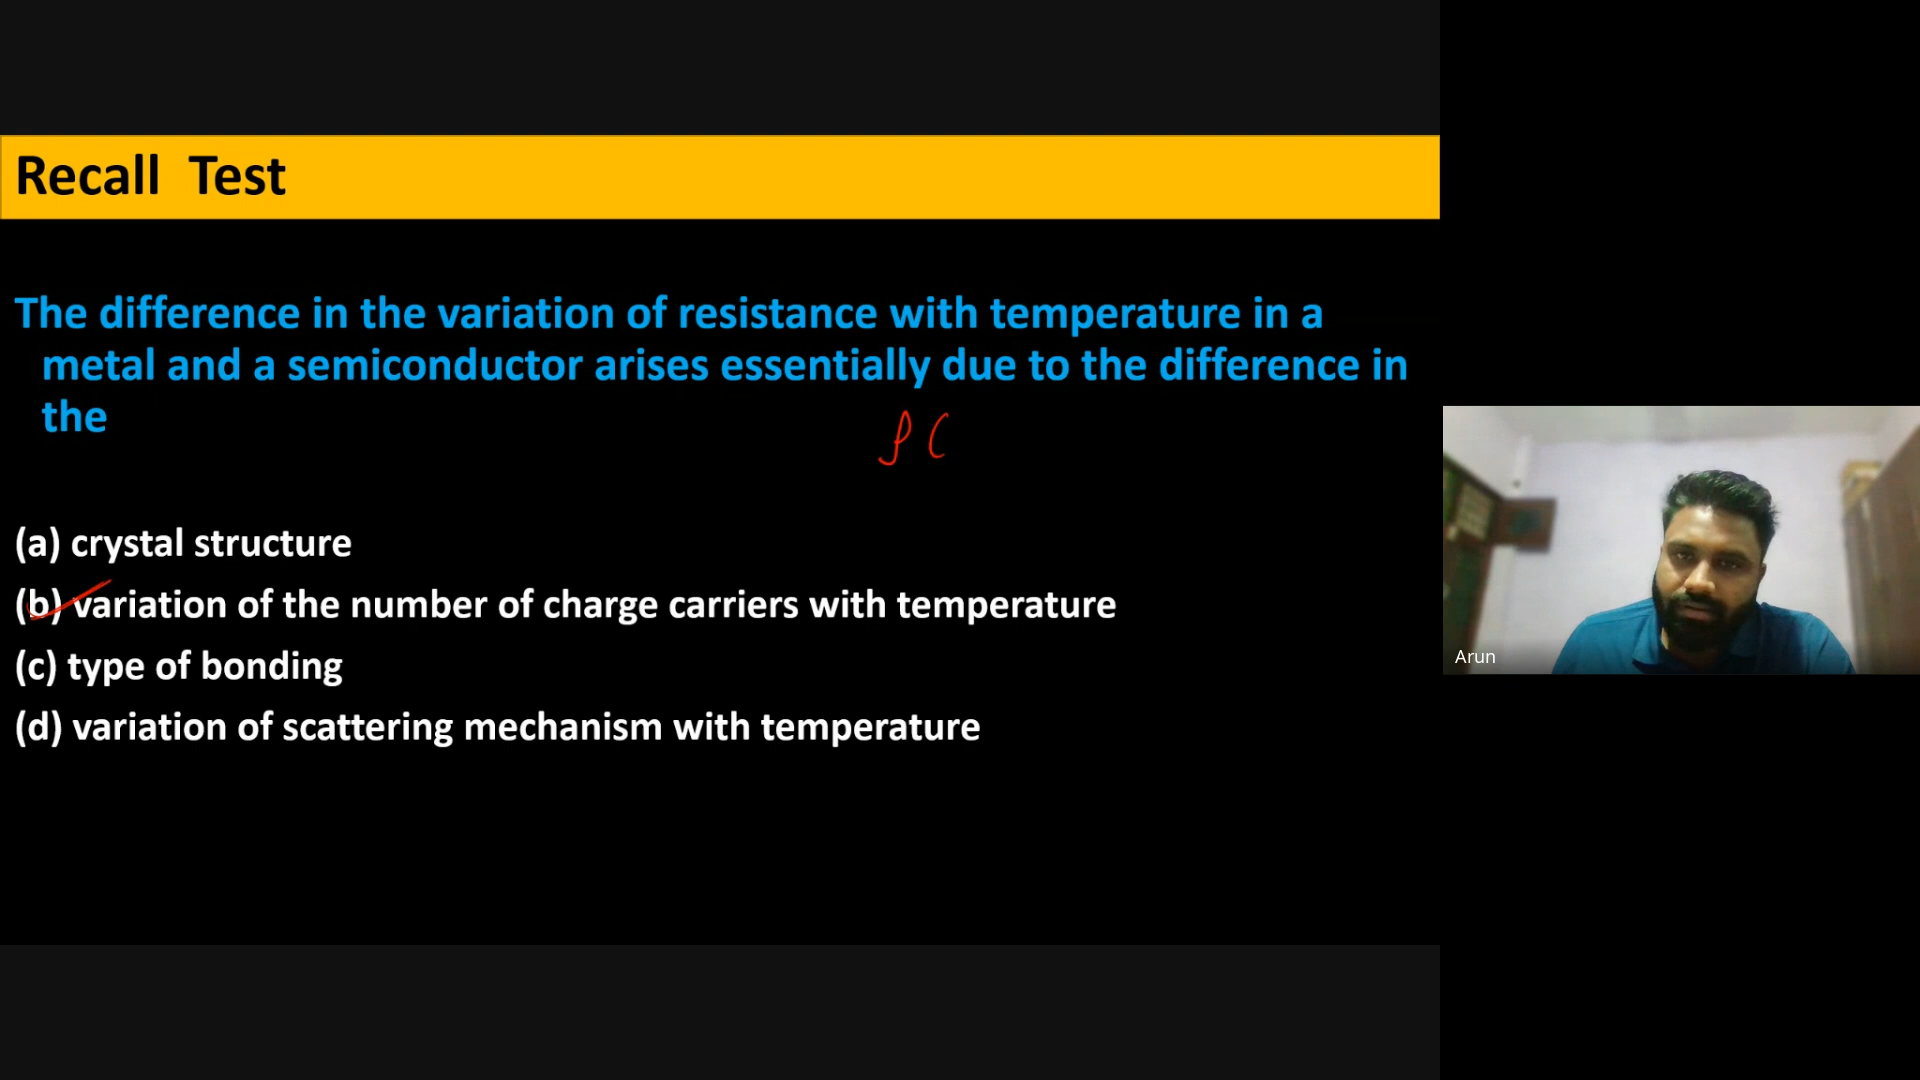 Recall Test
The difference in the variation of resistance with temperature in a
metal and a semiconductor arises essentially due to the difference in
the
(a) crystal structure
(b) variation of the number of charge carriers with temperature
(c) type of bonding
(d) variation of scattering mechanism with temperature
Arun